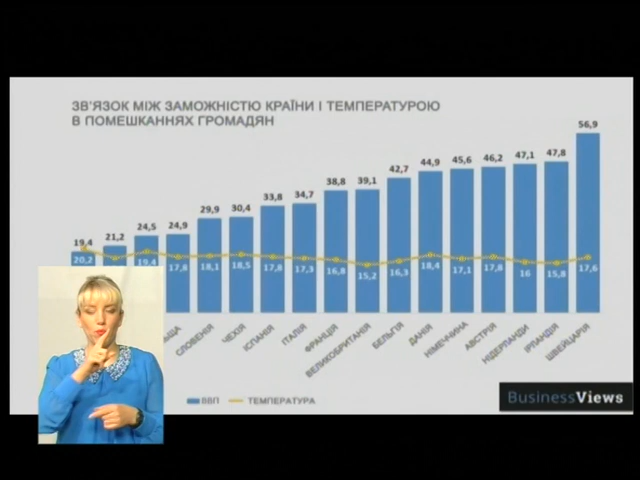 ЗВ'ЯЗОК МІЖ ЗАМОЖНІСТЮ КРАЇНИ І ТЕМПЕРАТУРОЮ
В ПОМЕШКАННЯХ ГРОМАДЯН
19,4 21,2 24,5 24,9 29,9 30,4 33,8 34,7 38,8 39,1 42,7 44,9 45,6 46,2 47,1 47,8 56,9
20,2 19,4 17,8 18,1 18,5 17,8 17,3 16,8 15,2 16,3 18,4 17,1 17,8 16 15,8 17,6
СЛОВЕНІЯ ЧЕХІЯ ІСПАНІЯ ІТАЛІЯ ФРАНЦІЯ ВЕЛИКОБРИТАНІЯ БЕЛЬГІЯ ДАНІЯ НІМЕЧЧИНА АВСТРІЯ НІДЕРЛАНДИ ІРЛАНДІЯ ШВЕЙЦАРІЯ
ВВП ТЕМПЕРАТУРА
BusinessViews